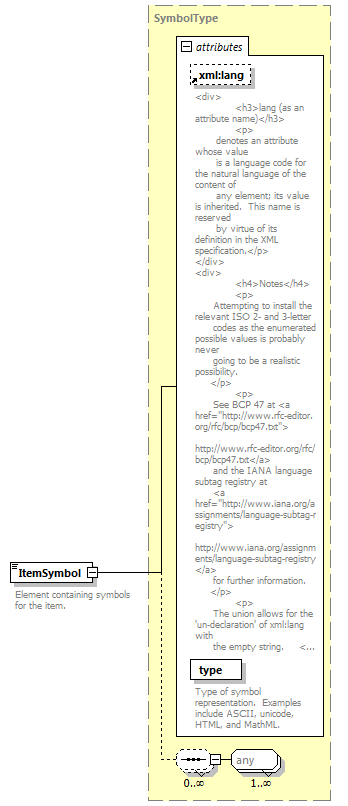 SymbolType
attributes
xml:lang
<div>
<h3>lang (as an
attribute name)</h3>
<p>
denotes an attribute
whose value
is a language code for
the natural language of the
content of
any element; its value
is inherited.  This name is
reserved
by virtue of its
definition in the XML
specification.</p>
</div>
<div>
<h4>Notes</h4>
<p>
Attempting to install the
relevant ISO 2- and 3-letter
codes as the enumerated
possible values is probably
never
going to be a realistic
possibility.
</p>
<p>
See BCP 47 at <a
href="http://www.rfc-editor.
org/rfc/bcp/bcp47.txt">
http://www.rfc-editor.org/rfc/
bcp/bcp47.txt</a>
and the IANA language
subtag registry at
<a
href="http://www.iana.org/a
ssignments/language-subtag-r
egistry">
http://www.iana.org/assignm
ents/language-subtag-registry
</a>
for further information.
</p>
<p>
The union allows for the
'un-declaration' of xml:lang
with
the empty string.     <...
ItemSymbol
Element containing symbols
for the item.
type
Type of symbol
representation.  Examples
include ASCII, unicode,
HTML, and MathML.
any
0..∞
1..∞